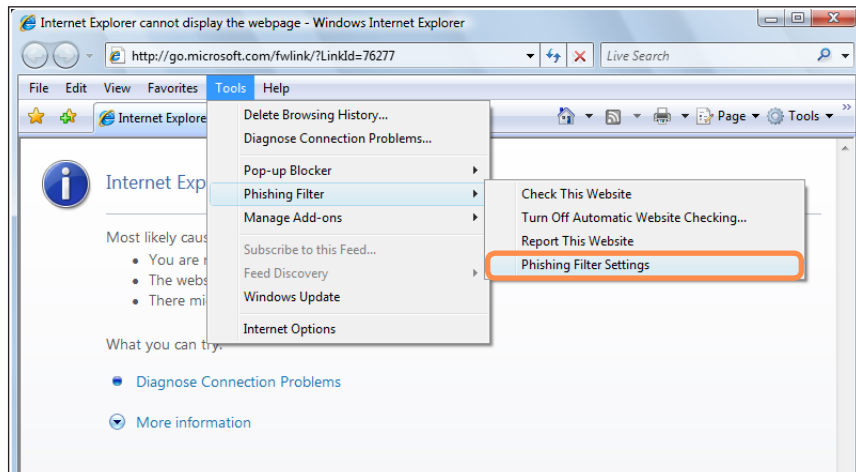 Internet Explorer cannot display the webpage - Windows Internet Explorer
http://go.microsoft.com/fwlink/?LinkId=76277
Live Search
File Edit View Favorites Tools Help
Internet Explore
Page
Tools
Delete Browsing History...
Diagnose Connection Problems...
Pop-up Blocker
Phishing Filter
Manage Add-ons
Subscribe to this Feed...
Feed Discovery
Windows Update
Internet Options
Check This Website
Turn Off Automatic Website Checking...
Report This Website
Phishing Filter Settings
Internet Exp
Most likely caus
You are
The webs
There mi
What you can try:
Diagnose Connection Problems
More information